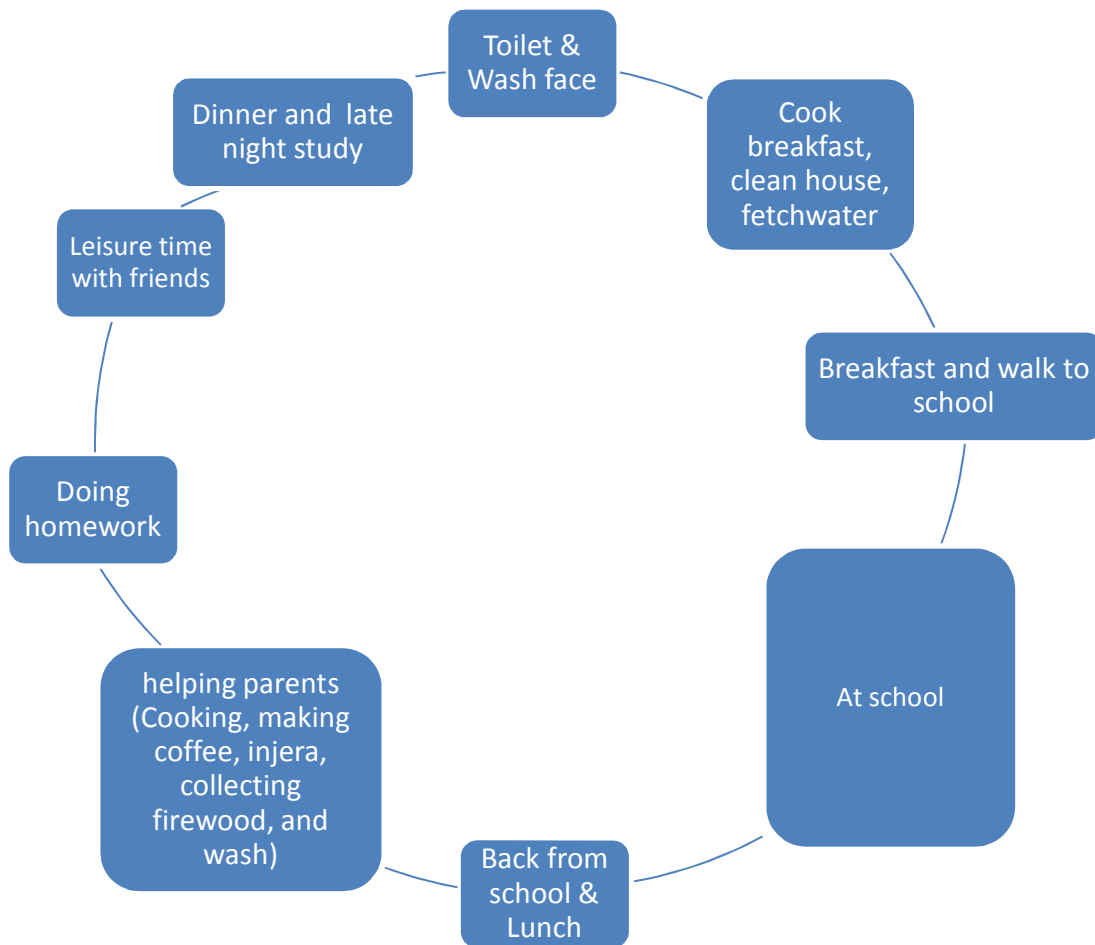 Toilet &
Wash face
Cook
breakfast,
clean house,
fetchwater
Breakfast and walk to
school
At school
Back from
school &
Lunch
helping parents
(Cooking, making
coffee, injera,
collecting
firewood, and
wash)
Doing
homework
Leisure time
with friends
Dinner and late
night study